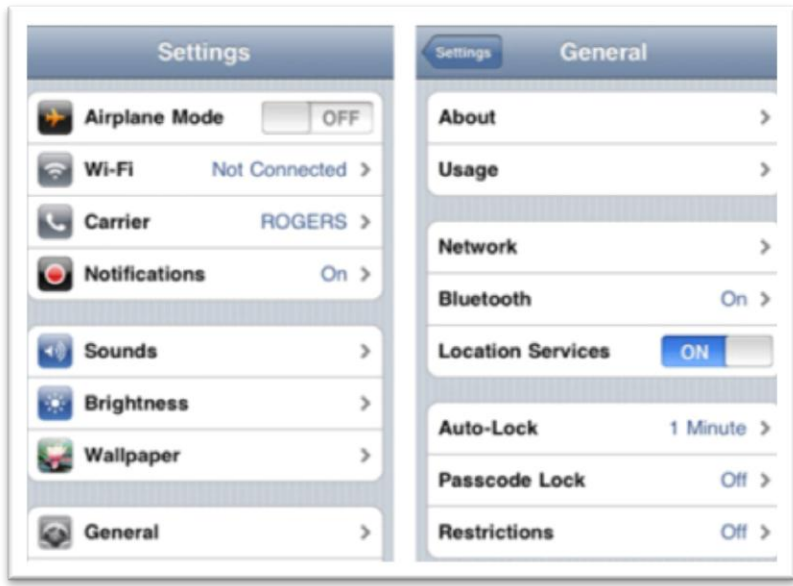 Settings
Airplane Mode OFF
Wi-Fi Not Connected
Carrier ROGERS
Notifications On
Sounds
Brightness
Wallpaper
General
Settings General
About
Usage
Network
Bluetooth On
Location Services ON
Auto-Lock 1 Minute
Passcode Lock Off
Restrictions Off